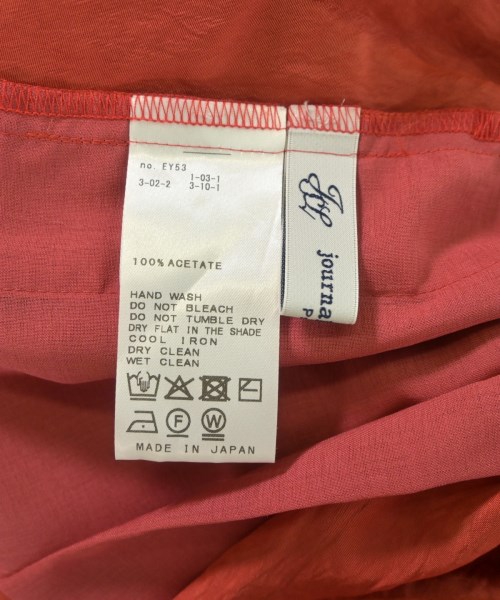 no. EY53
1-03-1
3-02-2 3-10-1
100% ACETATE
HAND WASH
DO NOT BLEACH
DO NOT TUMBLE DRY
DRY FLAT IN THE SHADE
COOL IRON
DRY CLEAN
WET CLEAN
F W
MADE IN JAPAN
journa